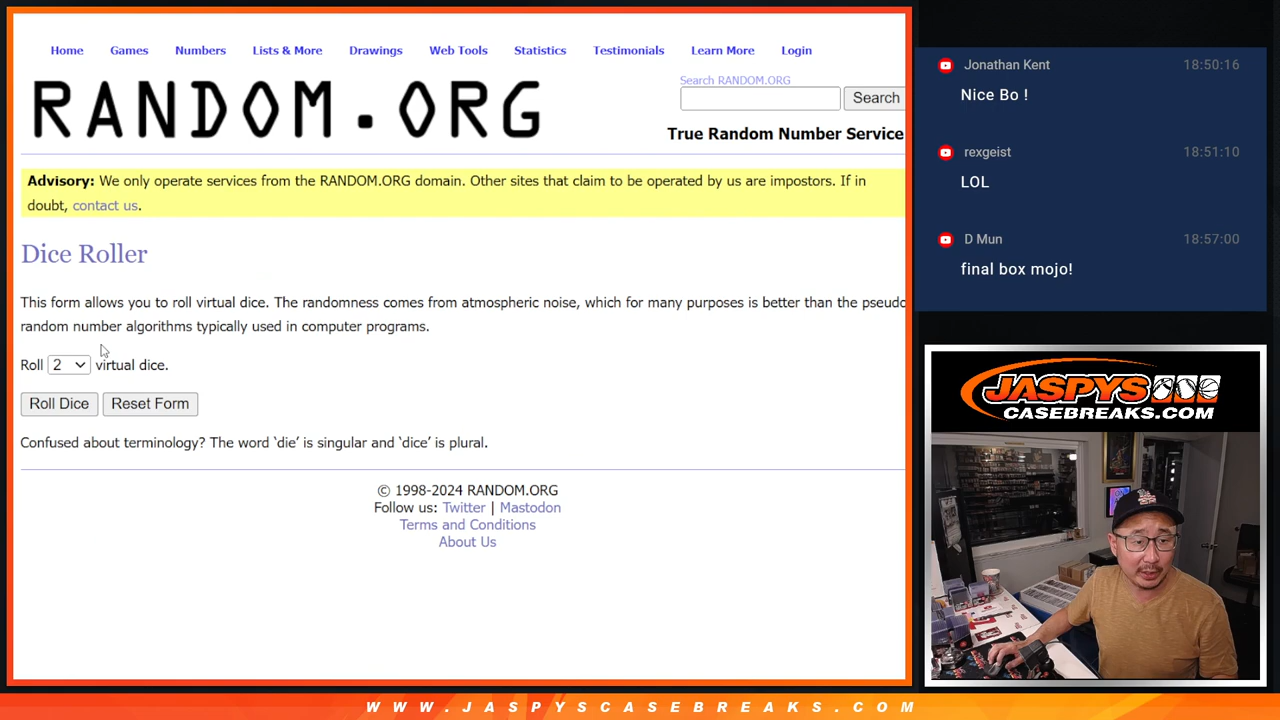 Home Games Numbers Lists & More Drawings Web Tools Statistics Testimonials Learn More Login
RANDOM.ORG
Search RANDOM.ORG
Search
True Random Number Service
Advisory: We only operate services from the RANDOM.ORG domain. Other sites that claim to be operated by us are impostors. If in
doubt, contact us.
Dice Roller
This form allows you to roll virtual dice. The randomness comes from atmospheric noise, which for many purposes is better than the pseudo
random number algorithms typically used in computer programs.
Roll 2 virtual dice.
Roll Dice Reset Form
Confused about terminology? The word ‘die’ is singular and ‘dice’ is plural.
© 1998-2024 RANDOM.ORG
Follow us: Twitter | Mastodon
Terms and Conditions
About Us
Jonathan Kent 18:50:16
Nice Bo !
rexgeist 18:51:10
LOL
D Mun 18:57:00
final box mojo!
JASPYS
CASEBREAKS.COM
WWW.JASPYSCASEBREAKS.COM